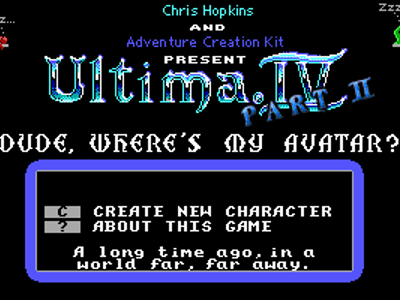 Chris Hopkins
z...
Zzz
AND
Adventure Creation Kit
PRESENT
Ultima.IV
PART II
DUDE, WHERE'S MY AVATAR?
C CREATE NEW CHARACTER
? ABOUT THIS GAME
A long time ago, in a
world far, far away.